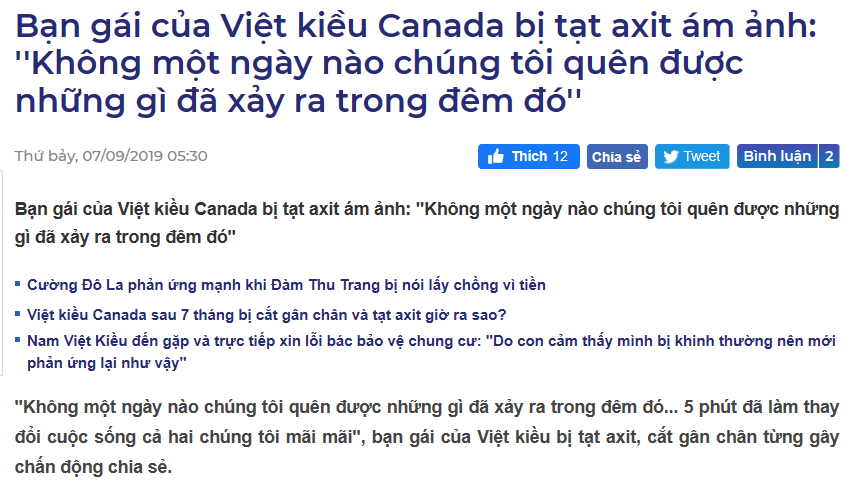 Bạn gái của Việt kiều Canada bị tạt axit ám ảnh:
''Không một ngày nào chúng tôi quên được
những gì đã xảy ra trong đêm đó''
Thứ bảy, 07/09/2019 05:30
Thích 12
Chia sẻ
Tweet
Bình luận 2
Bạn gái của Việt kiều Canada bị tạt axit ám ảnh: "Không một ngày nào chúng tôi quên được những
gì đã xảy ra trong đêm đó"
Cường Đô La phản ứng mạnh khi Đàm Thu Trang bị nói lấy chồng vì tiền
Việt kiều Canada sau 7 tháng bị cắt gân chân và tạt axit giờ ra sao?
Nam Việt Kiều đến gặp và trực tiếp xin lỗi bác bảo vệ chung cư: "Do con cảm thấy mình bị khinh thường nên mới
phản ứng lại như vậy"
"Không một ngày nào chúng tôi quên được những gì đã xảy ra trong đêm đó... 5 phút đã làm thay
đổi cuộc sống cả hai chúng tôi mãi mãi", bạn gái của Việt kiều bị tạt axit, cắt gân chân từng gây
chấn động chia sẻ.